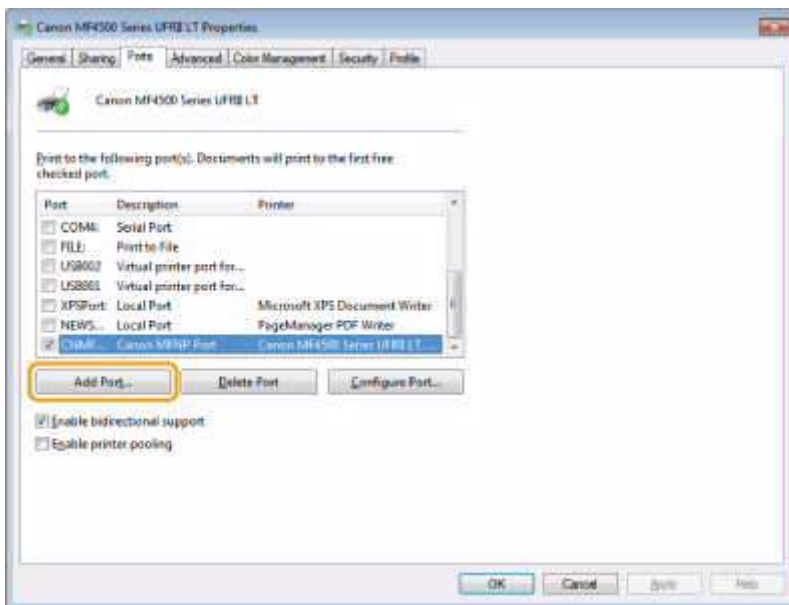 Canon MF4500 Series UFRII LT Properties
General Sharing Ports Advanced Color Management Security Profile
Canon MF4500 Series UFRII LT
Print to the following port(s). Documents will print to the first free
checked port.
Port Description Printer
COM4: Serial Port
FILE: Print to File
USB002 Virtual printer port for...
USB001 Virtual printer port for...
XPSPort: Local Port Microsoft XPS Document Writer
NEWS... Local Port PageManager PDF Writer
CNMF... Canon MFNP Port Canon MF4500 Series UFRII LT...
Add Port... Delete Port Configure Port...
Enable bidirectional support
Enable printer pooling
OK Cancel Apply Help